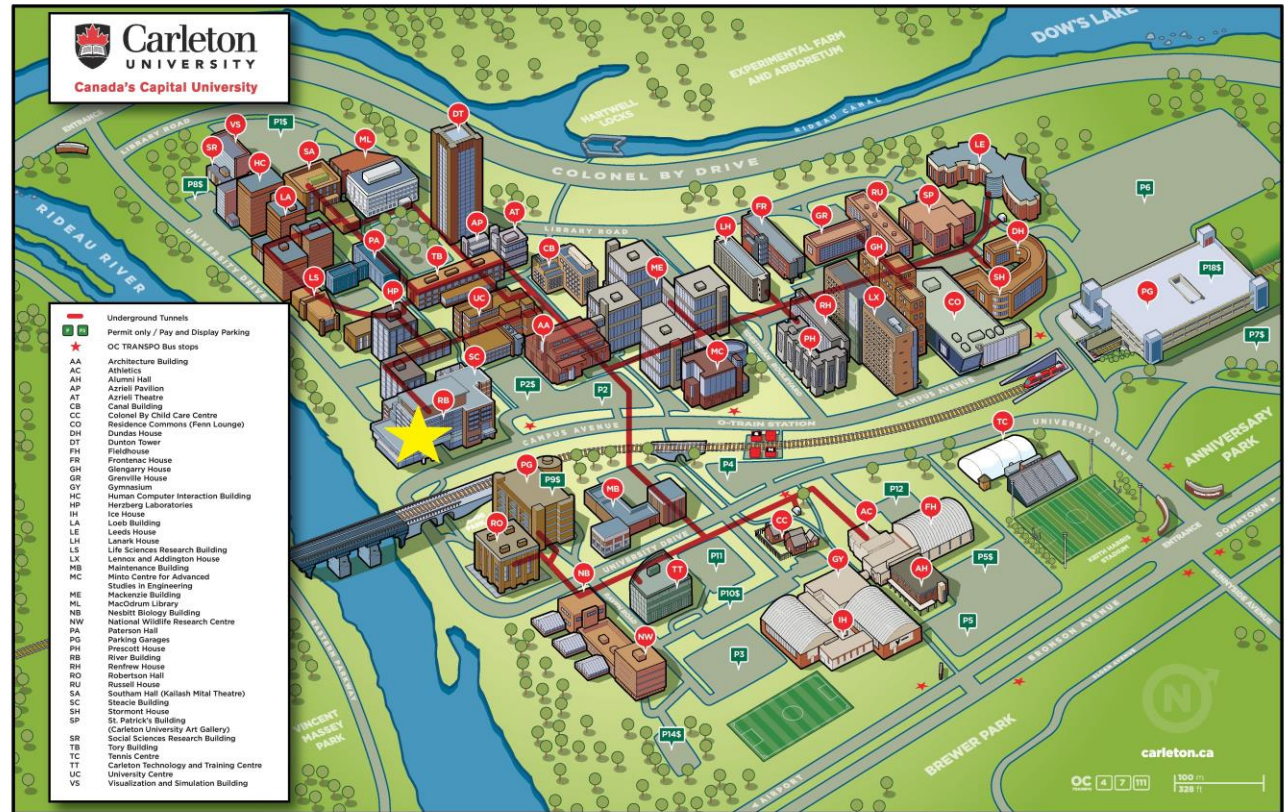 Carleton
UNIVERSITY
Canada's Capital University
DOW'S LAKE
EXPERIMENTAL FARM
AND ARBORETUM
HARTWELL
LOCKS
RIDEAU CANAL
COLONEL BY DRIVE
ENTRANCE
LIBRARY ROAD
P1$
VS
SR
HC
SA
ML
DT
LE
P8$
LA
AP
AT
LIBRARY ROAD
FR
RU
SP
P6
RIDEAU RIVER
UNIVERSITY DRIVE
PA
TB
CB
ME
LH
GR
GH
DH
LS
HP
UC
AA
RH
LX
CO
SH
PG
P18$
SC
MC
PH
P7$
P2$
P2
RB
CAMPUS AVENUE
CAMPUS AVENUE
O-TRAIN STATION
TC
UNIVERSITY DRIVE
ANNIVERSARY
PARK
PG
P9$
P4
MB
P12
RO
AC
FH
CC
KEITH HARRIS
STADIUM
ENTRANCE
DOWNTOWN
UNIVERSITY DRIVE
P11
GY
AH
P5$
SUNNYSIDE AVENUE
NB
TT
P10$
IH
P5
BRONSON AVENUE
NW
P3
P14$
EASTERN PARKWAY
VINCENT
MASSEY
PARK
AIRPORT
BREWER PARK
N
carleton.ca
OC
TRANSPO
4 7 111
100 m
328 ft
Underground Tunnels
P P$ Permit only / Pay and Display Parking
OC TRANSPO Bus stops
AA Architecture Building
AC Athletics
AH Alumni Hall
AP Azrieli Pavilion
AT Azrieli Theatre
CB Canal Building
CC Colonel By Child Care Centre
CO Residence Commons (Fenn Lounge)
DH Dundas House
DT Dunton Tower
FH Fieldhouse
FR Frontenac House
GH Glengarry House
GR Grenville House
GY Gymnasium
HC Human Computer Interaction Building
HP Herzberg Laboratories
IH Ice House
LA Loeb Building
LE Leeds House
LH Lanark House
LS Life Sciences Research Building
LX Lennox and Addington House
MB Maintenance Building
MC Minto Centre for Advanced
Studies in Engineering
ME Mackenzie Building
ML MacOdrum Library
NB Nesbitt Biology Building
NW National Wildlife Research Centre
PA Paterson Hall
PG Parking Garages
PH Prescott House
RB River Building
RH Renfrew House
RO Robertson Hall
RU Russell House
SA Southam Hall (Kailash Mital Theatre)
SC Steacie Building
SH Stormont House
SP St. Patrick's Building
(Carleton University Art Gallery)
SR Social Sciences Research Building
TB Tory Building
TC Tennis Centre
TT Carleton Technology and Training Centre
UC University Centre
VS Visualization and Simulation Building